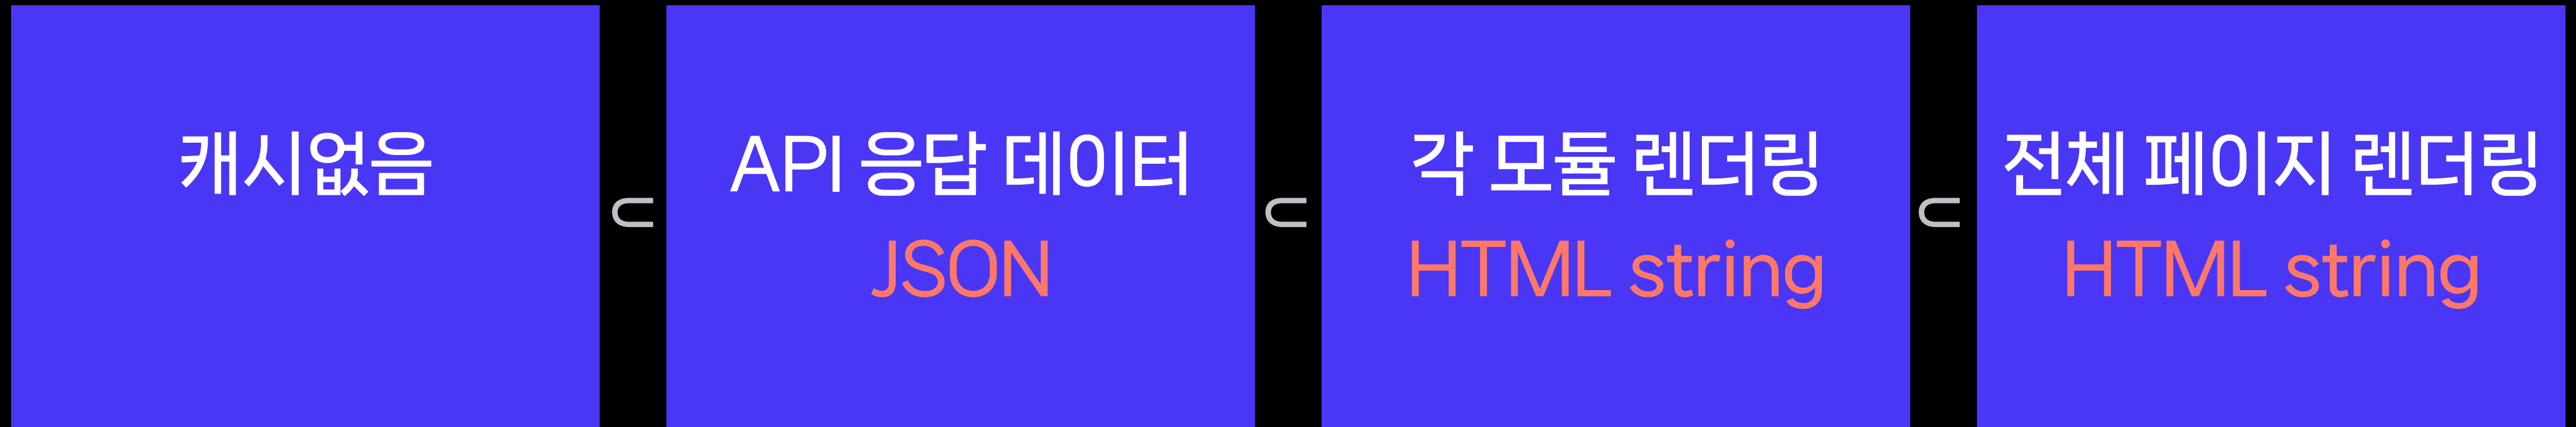 캐시없음
⊂
API 응답 데이터
JSON
⊂
각 모듈 렌더링
HTML string
⊂
전체 페이지 렌더링
HTML string